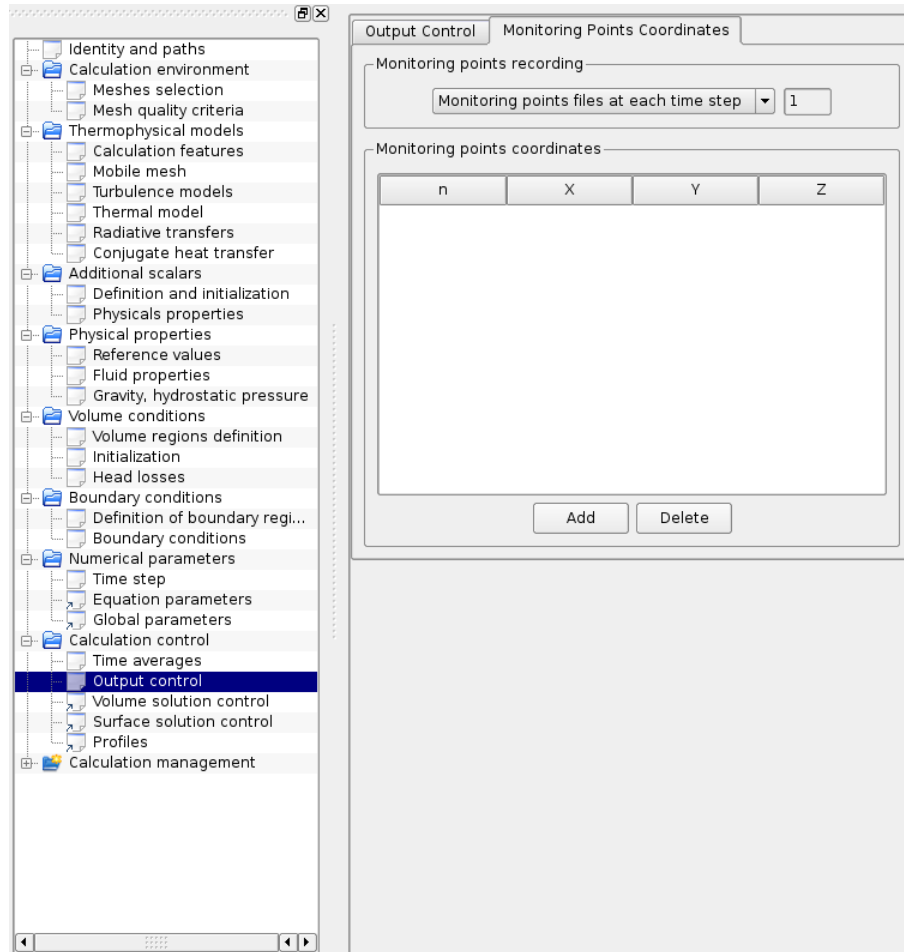 Identity and paths
Calculation environment
Meshes selection
Mesh quality criteria
Thermophysical models
Calculation features
Mobile mesh
Turbulence models
Thermal model
Radiative transfers
Conjugate heat transfer
Additional scalars
Definition and initialization
Physicals properties
Physical properties
Reference values
Fluid properties
Gravity, hydrostatic pressure
Volume conditions
Volume regions definition
Initialization
Head losses
Boundary conditions
Definition of boundary regi...
Boundary conditions
Numerical parameters
Time step
Equation parameters
Global parameters
Calculation control
Time averages
Output control
Volume solution control
Surface solution control
Profiles
Calculation management
Output Control Monitoring Points Coordinates
Monitoring points recording
Monitoring points files at each time step 1
Monitoring points coordinates
n X Y Z
Add Delete